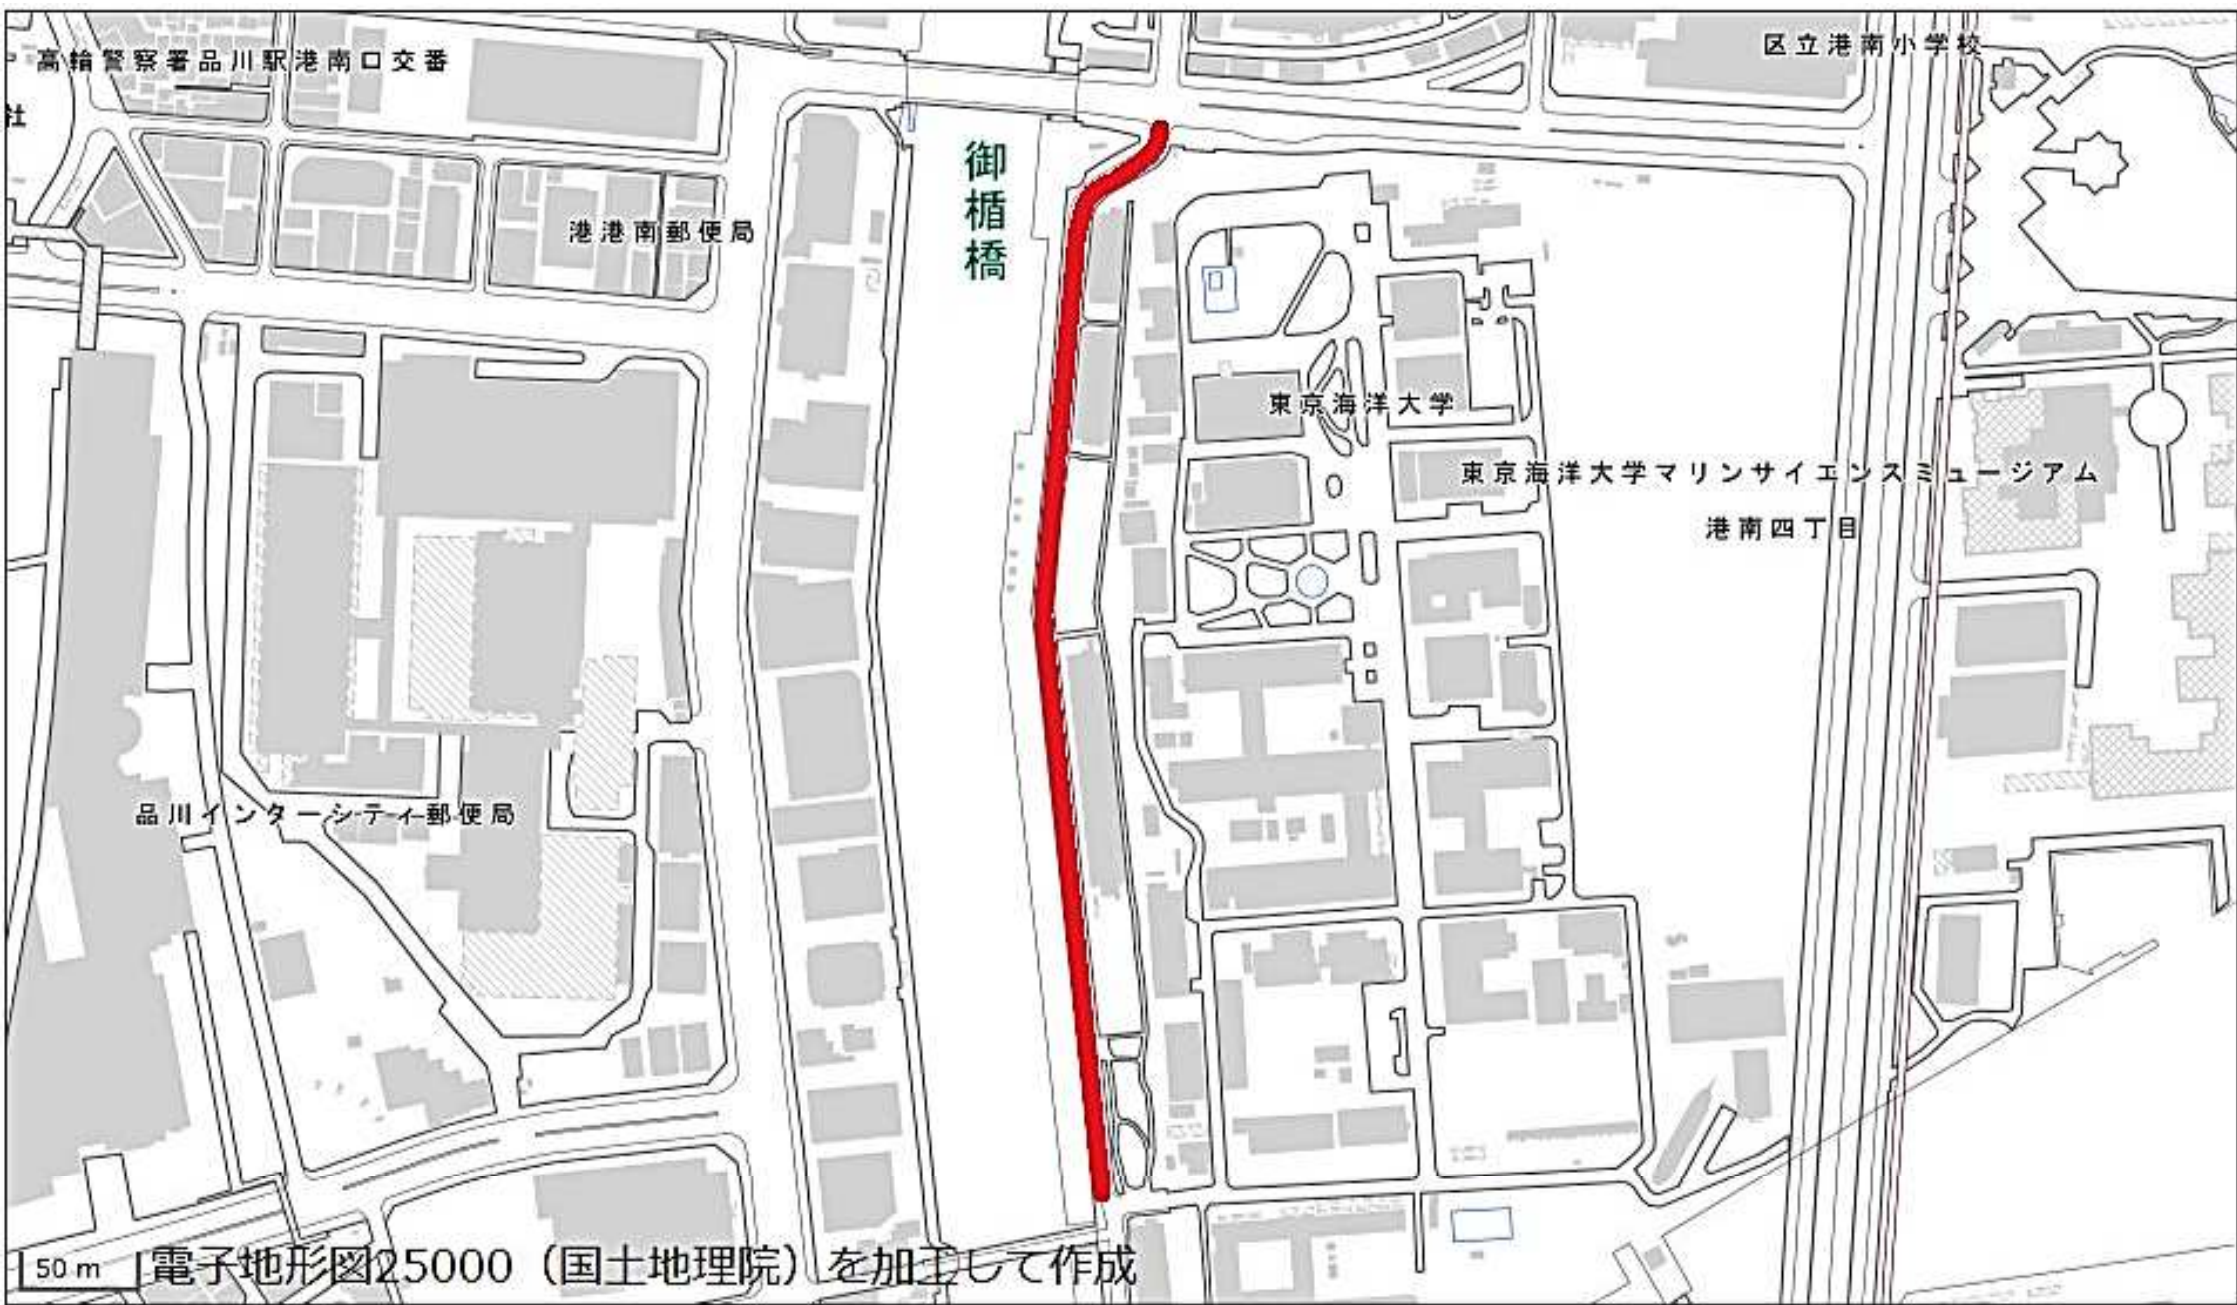 高輪警察署品川駅港南口交番
区立港南小学校
社
御楯橋
港港南郵便局
東京海洋大学
東京海洋大学マリンサイエンスミュージアム
港南四丁目
品川インターシティ郵便局
50 m
電子地形図25000（国土地理院）を加工して作成